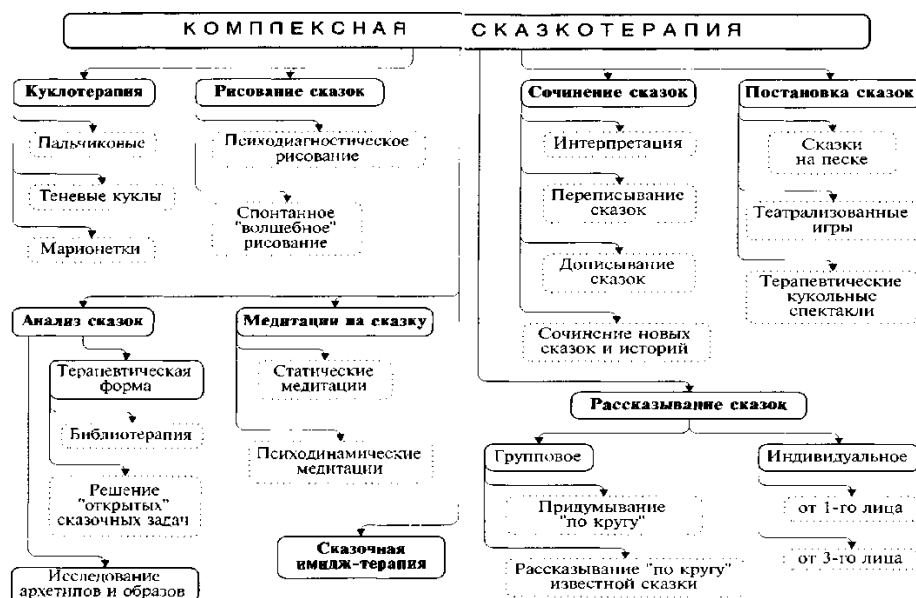 КОМПЛЕКСНАЯ СКАЗКОТЕРАПИЯ
Куклотерапия
Пальчиковые
Теневые куклы
Марионетки
Рисование сказок
Психодиагностическое
рисование
Спонтанное
"волшебное"
рисование
Сочинение сказок
Интерпретация
Переписывание
сказок
Дописывание
сказок
Сочинение новых
сказок и историй
Постановка сказок
Сказки
на песке
Театрализованные
игры
Терапевтические
кукольные
спектакли
Анализ сказок
Терапевтическая
форма
Библиотерапия
Решение
"открытых"
сказочных задач
Исследование
архетипов и образов
Медитации на сказку
Статические
медитации
Психодинамические
медитации
Сказочная
имидж-терапия
Рассказывание сказок
Групповое
Придумывание
"по кругу"
Рассказывание "по кругу"
известной сказки
Индивидуальное
от 1-го лица
от 3-го лица